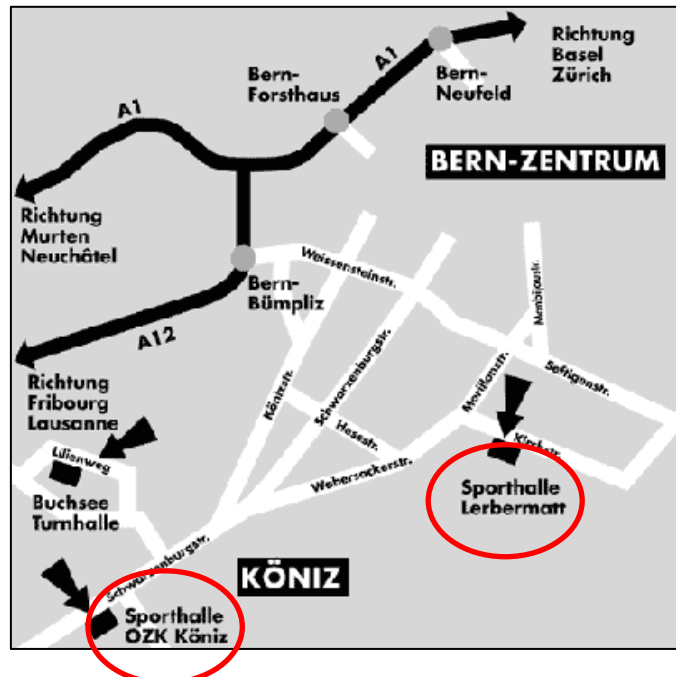 Richtung
Basel
Zürich
A1
Bern-
Neufeld
Bern-
Forsthaus
A1
BERN-ZENTRUM
Richtung
Murten
Neuchâtel
Weissensteinstr.
Bern-
Bümpliz
Monbijoustr.
A12
Richtung
Fribourg
Lausanne
Könizstr.
Schwarzenburgstr.
Morillonstr.
Seftigenstr.
Hessstr.
Kirchstr.
Lilienweg
Webersackerstr.
Buchsee
Turnhalle
Sporthalle
Lerbermatt
Schwarzenburgstr.
KÖNIZ
Sporthalle
OZK Köniz